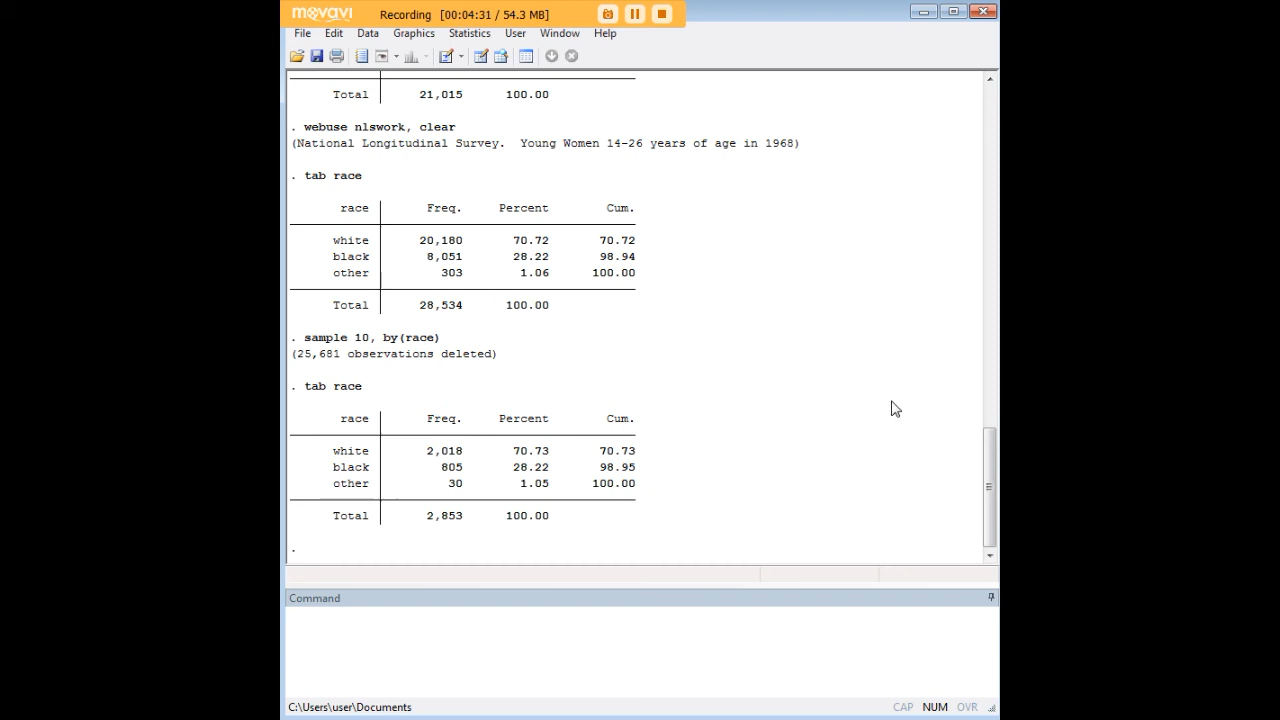 movavi Recording [00:04:31 / 54.3 MB]
File Edit Data Graphics Statistics User Window Help
Total 21,015 100.00
. webuse nlswork, clear
(National Longitudinal Survey. Young Women 14-26 years of age in 1968)
. tab race
race Freq. Percent Cum.
white 20,180 70.72 70.72
black 8,051 28.22 98.94
other 303 1.06 100.00
Total 28,534 100.00
. sample 10, by(race)
(25,681 observations deleted)
. tab race
race Freq. Percent Cum.
white 2,018 70.73 70.73
black 805 28.22 98.95
other 30 1.05 100.00
Total 2,853 100.00
.
Command
C:\Users\user\Documents CAP NUM OVR